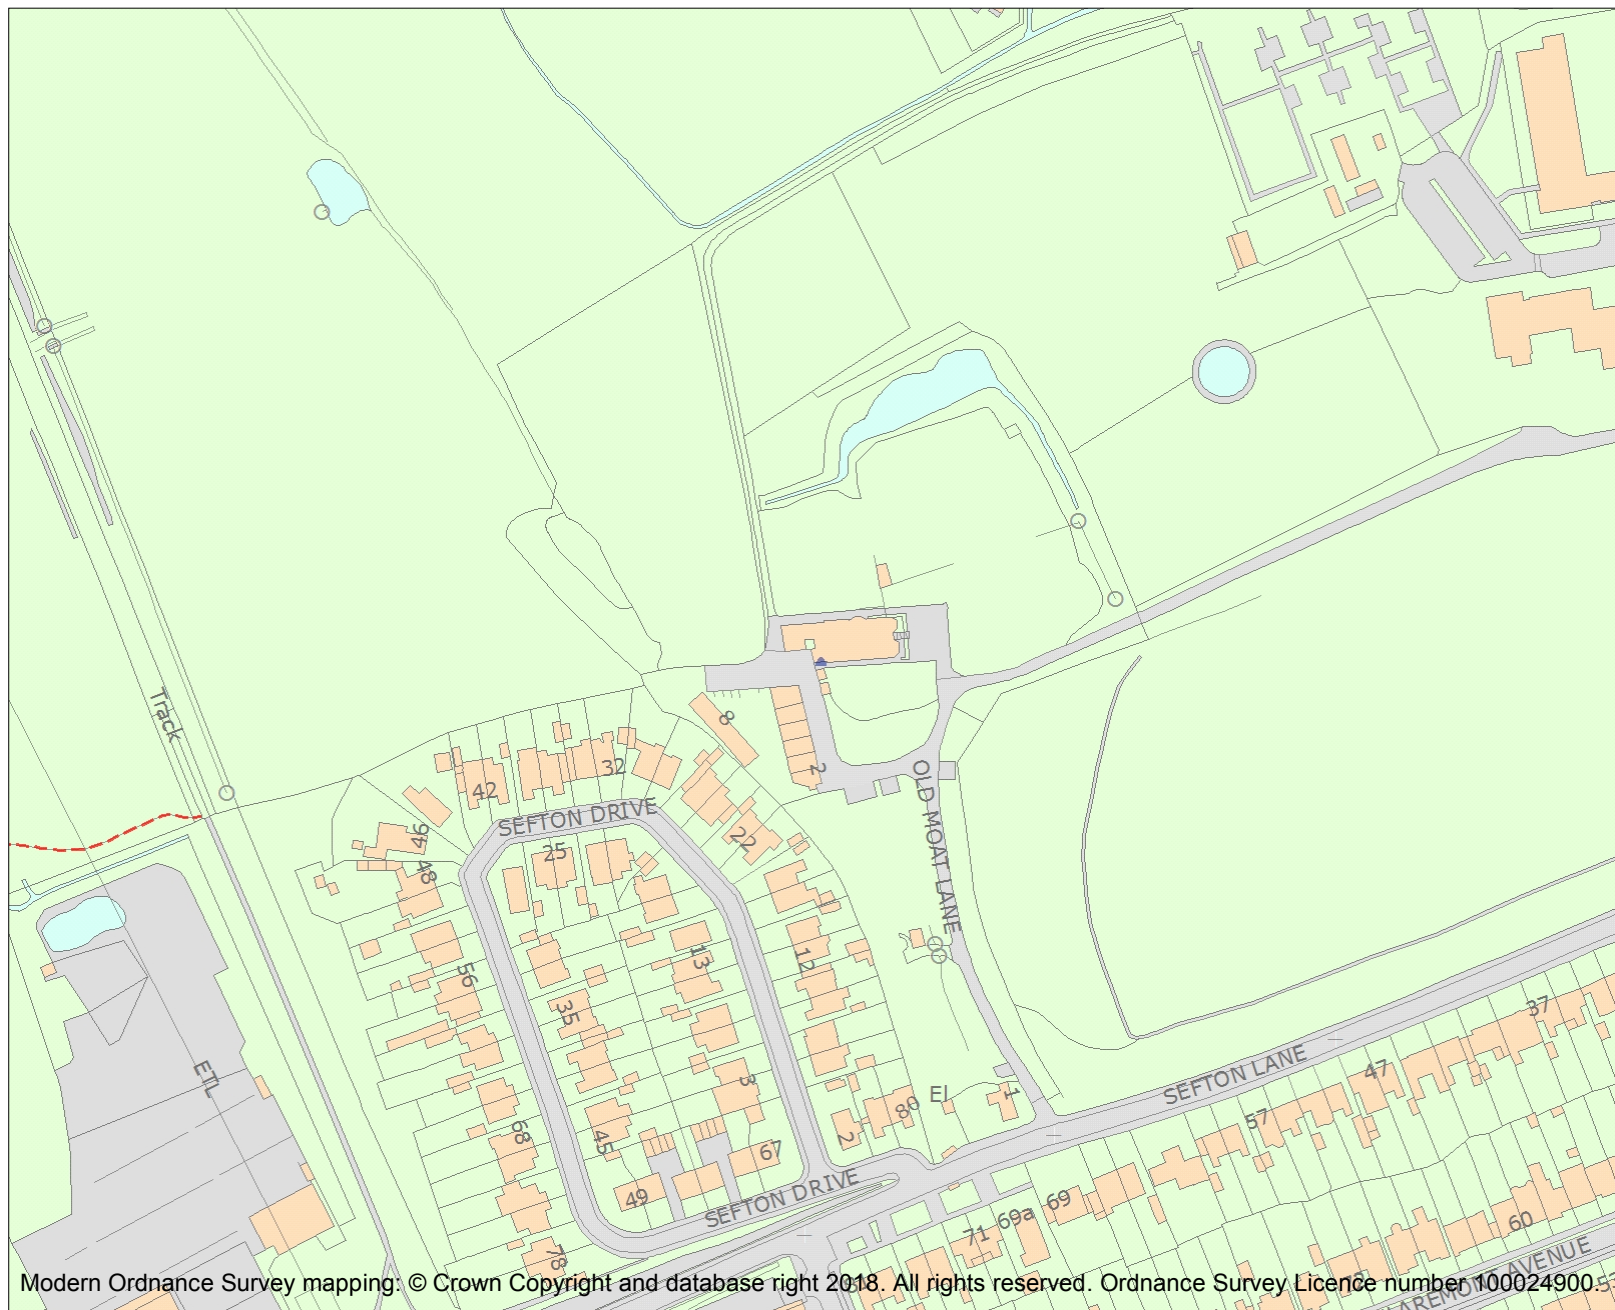 Track
8
32
42
2
SEFTON DRIVE
OLD MOAT LANE
46
22
25
48
13
12
56
35
37
SEFTON LANE
47
ETL
3
El
1
80
57
68
45
2
67
SEFTON DRIVE
49
69
69a
71
60
78
CLAREMONT AVENUE
Modern Ordnance Survey mapping: © Crown Copyright and database right 2018. All rights reserved. Ordnance Survey Licence number 100024900.